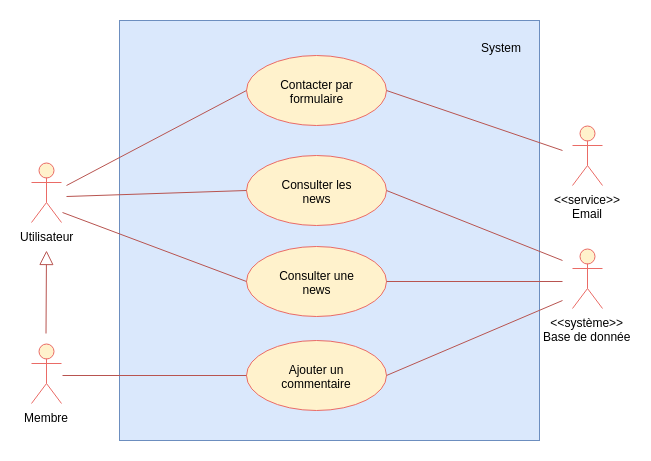 System
Contacter par
formulaire
Consulter les
news
<<service>>
Email
Utilisateur
Consulter une
news
<<système>>
Base de donnée
Ajouter un
commentaire
Membre